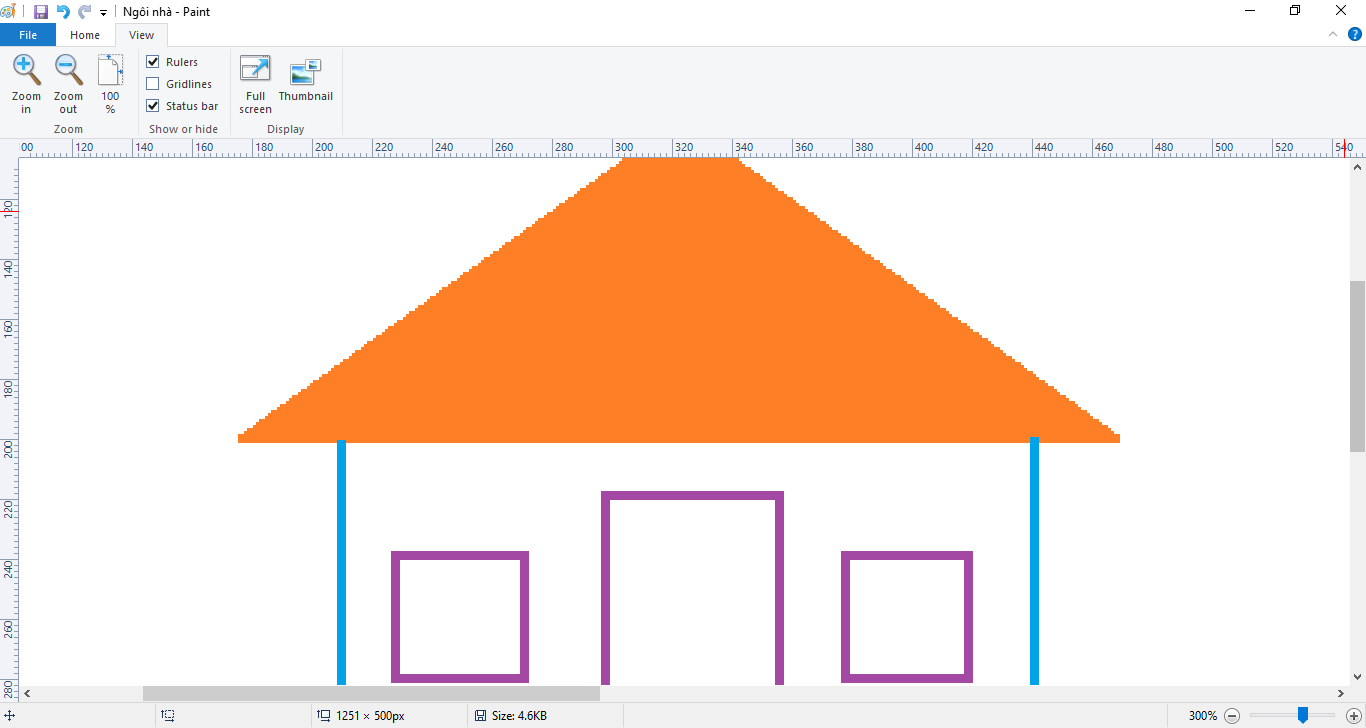 Ngôi nhà - Paint
File Home View
Zoom in
Zoom out
100 %
Rulers
Gridlines
Status bar
Full screen
Thumbnail
Zoom
Show or hide
Display
00 120 140 160 180 200 220 240 260 280 300 320 340 360 380 400 420 440 460 480 500 520 540
120
140
160
180
200
220
240
260
280
1251 × 500px
Size: 4.6KB
300%